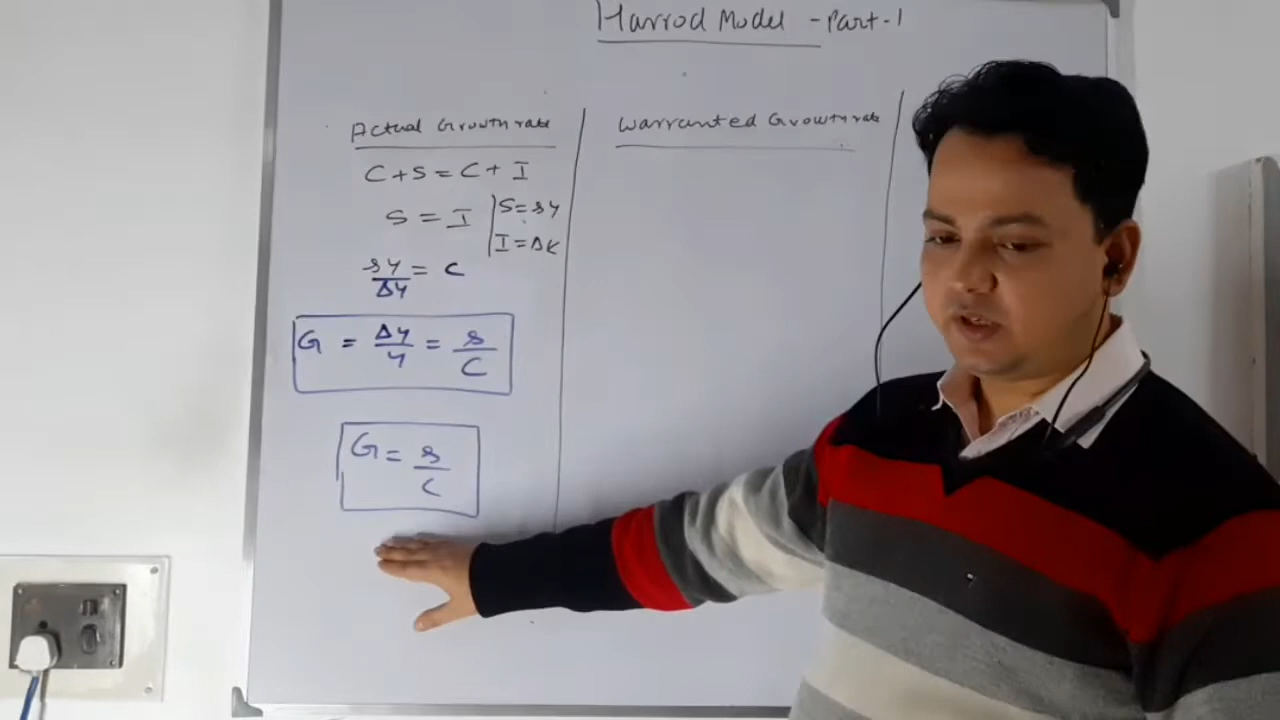 Harrod Model - Part-1
Actual Growth rate
C+S = C+ I
S = I
S=sy
I=ΔK
sy/Δy = C
G = Δy/y = s/C
G = s/C
Warranted Growth rate